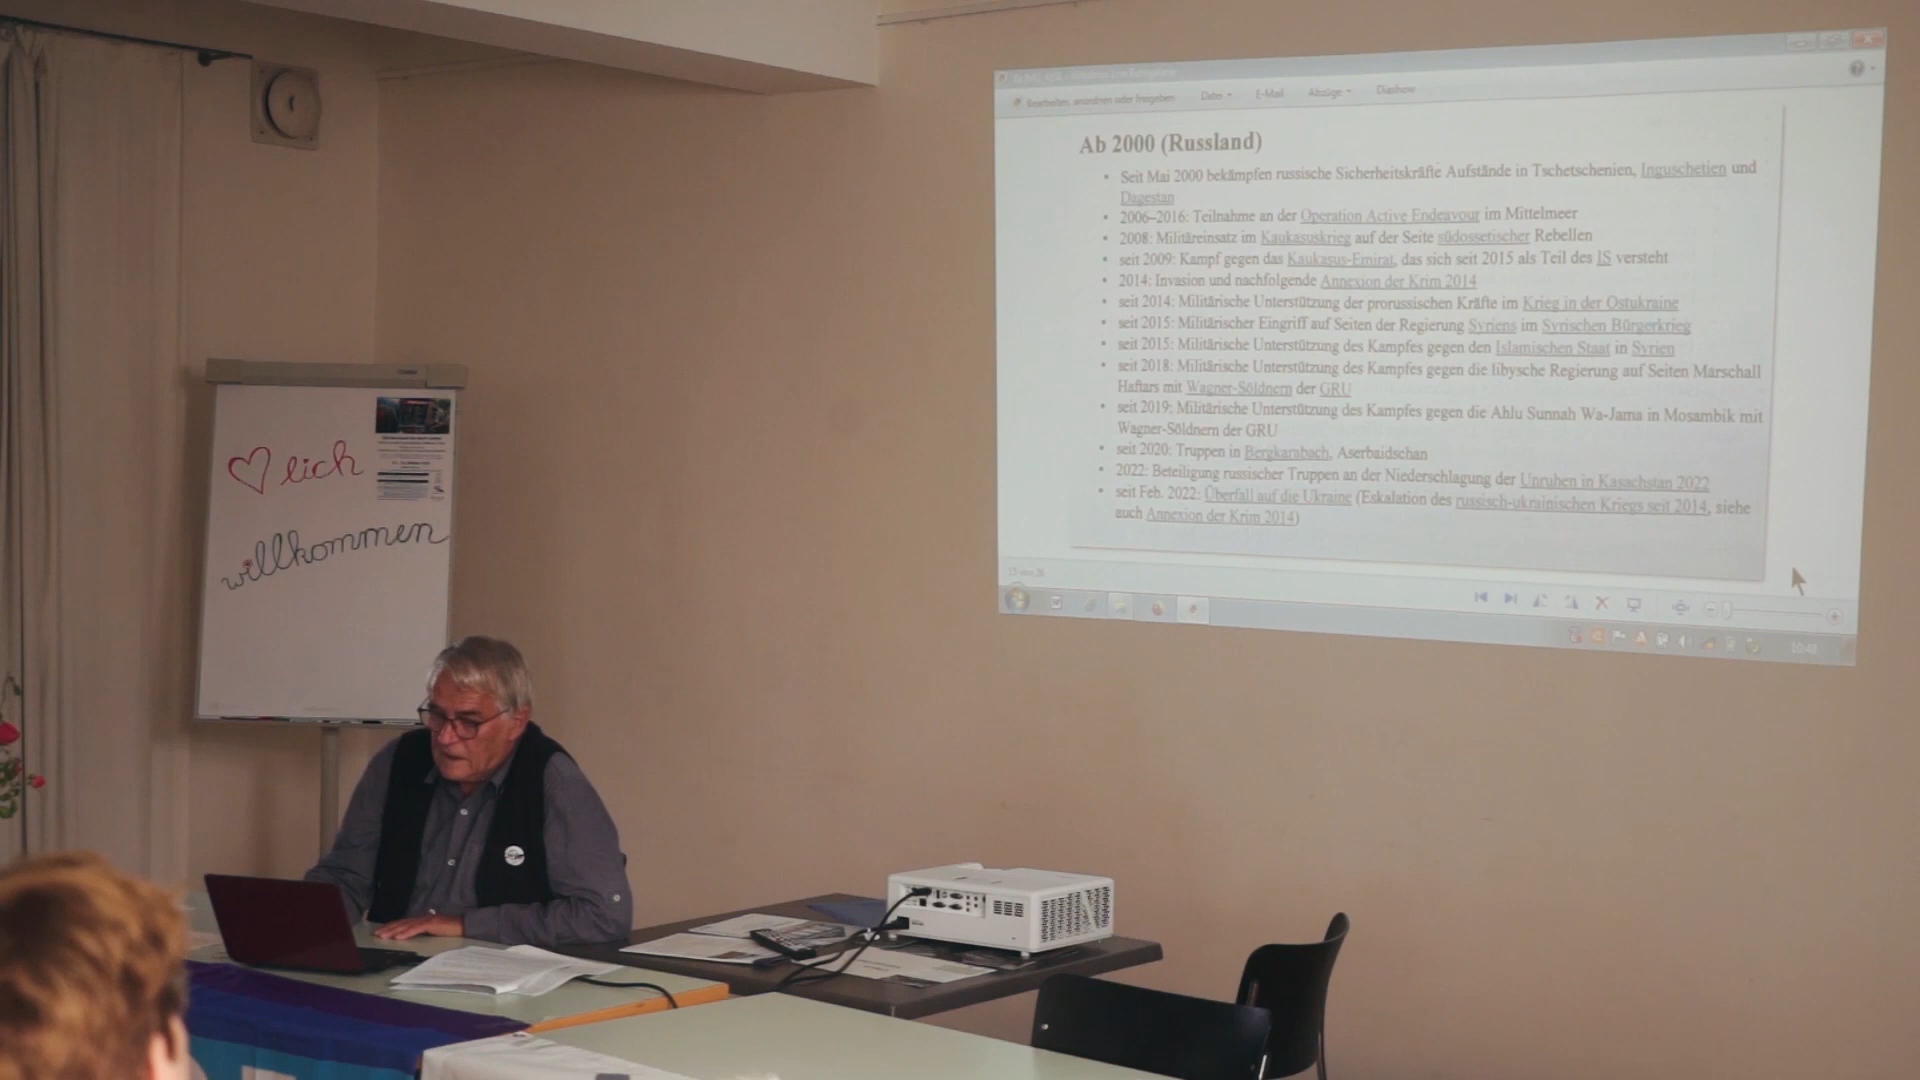 Bearbeiten, anordnen oder freigeben Datei E-Mail Abzüge Diashow
Ab 2000 (Russland)
• Seit Mai 2000 bekämpfen russische Sicherheitskräfte Aufstände in Tschetschenien, Inguschetien und
Dagestan
• 2006–2016: Teilnahme an der Operation Active Endeavour im Mittelmeer
• 2008: Militäreinsatz im Kaukasuskrieg auf der Seite südossetischer Rebellen
• seit 2009: Kampf gegen das Kaukasus-Emirat, das sich seit 2015 als Teil des IS versteht
• 2014: Invasion und nachfolgende Annexion der Krim 2014
• seit 2014: Militärische Unterstützung der prorussischen Kräfte im Krieg in der Ostukraine
• seit 2015: Militärischer Eingriff auf Seiten der Regierung Syriens im Syrischen Bürgerkrieg
• seit 2015: Militärische Unterstützung des Kampfes gegen den Islamischen Staat in Syrien
• seit 2018: Militärische Unterstützung des Kampfes gegen die libysche Regierung auf Seiten Marschall
Haftars mit Wagner-Söldnern der GRU
• seit 2019: Militärische Unterstützung des Kampfes gegen die Ahlu Sunnah Wa-Jama in Mosambik mit
Wagner-Söldnern der GRU
• seit 2020: Truppen in Bergkarabach, Aserbaidschan
• 2022: Beteiligung russischer Truppen an der Niederschlagung der Unruhen in Kasachstan 2022
• seit Feb. 2022: Überfall auf die Ukraine (Eskalation des russisch-ukrainischen Kriegs seit 2014, siehe
auch Annexion der Krim 2014)
lich
willkommen